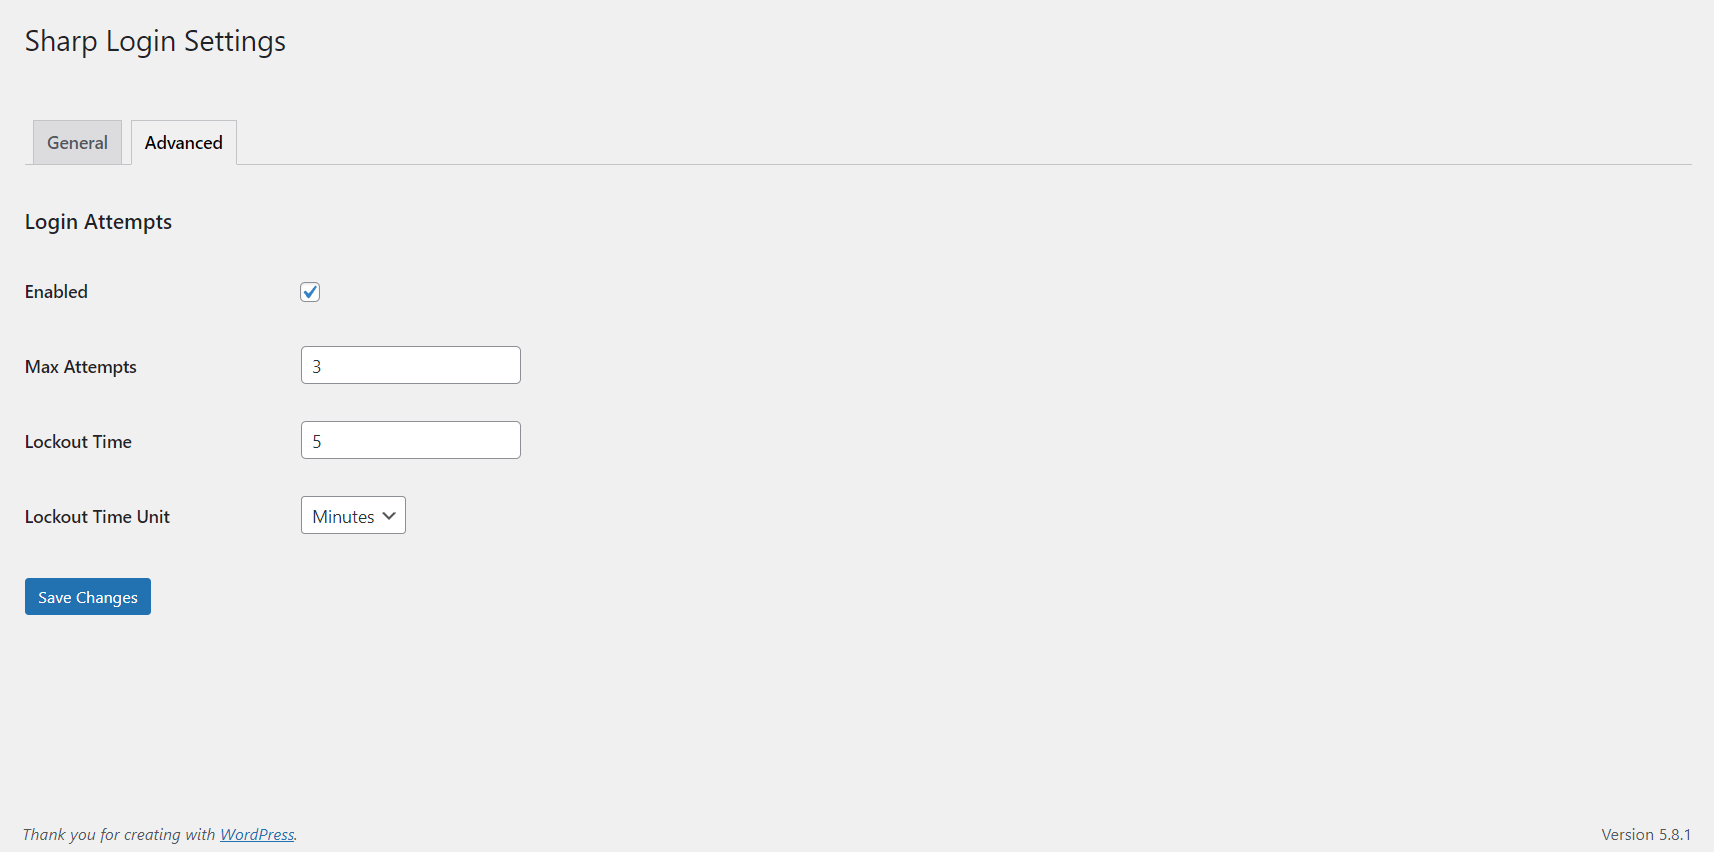 Sharp Login Settings
General Advanced
Login Attempts
Enabled
Max Attempts 3
Lockout Time 5
Lockout Time Unit Minutes
Save Changes
Thank you for creating with WordPress. Version 5.8.1